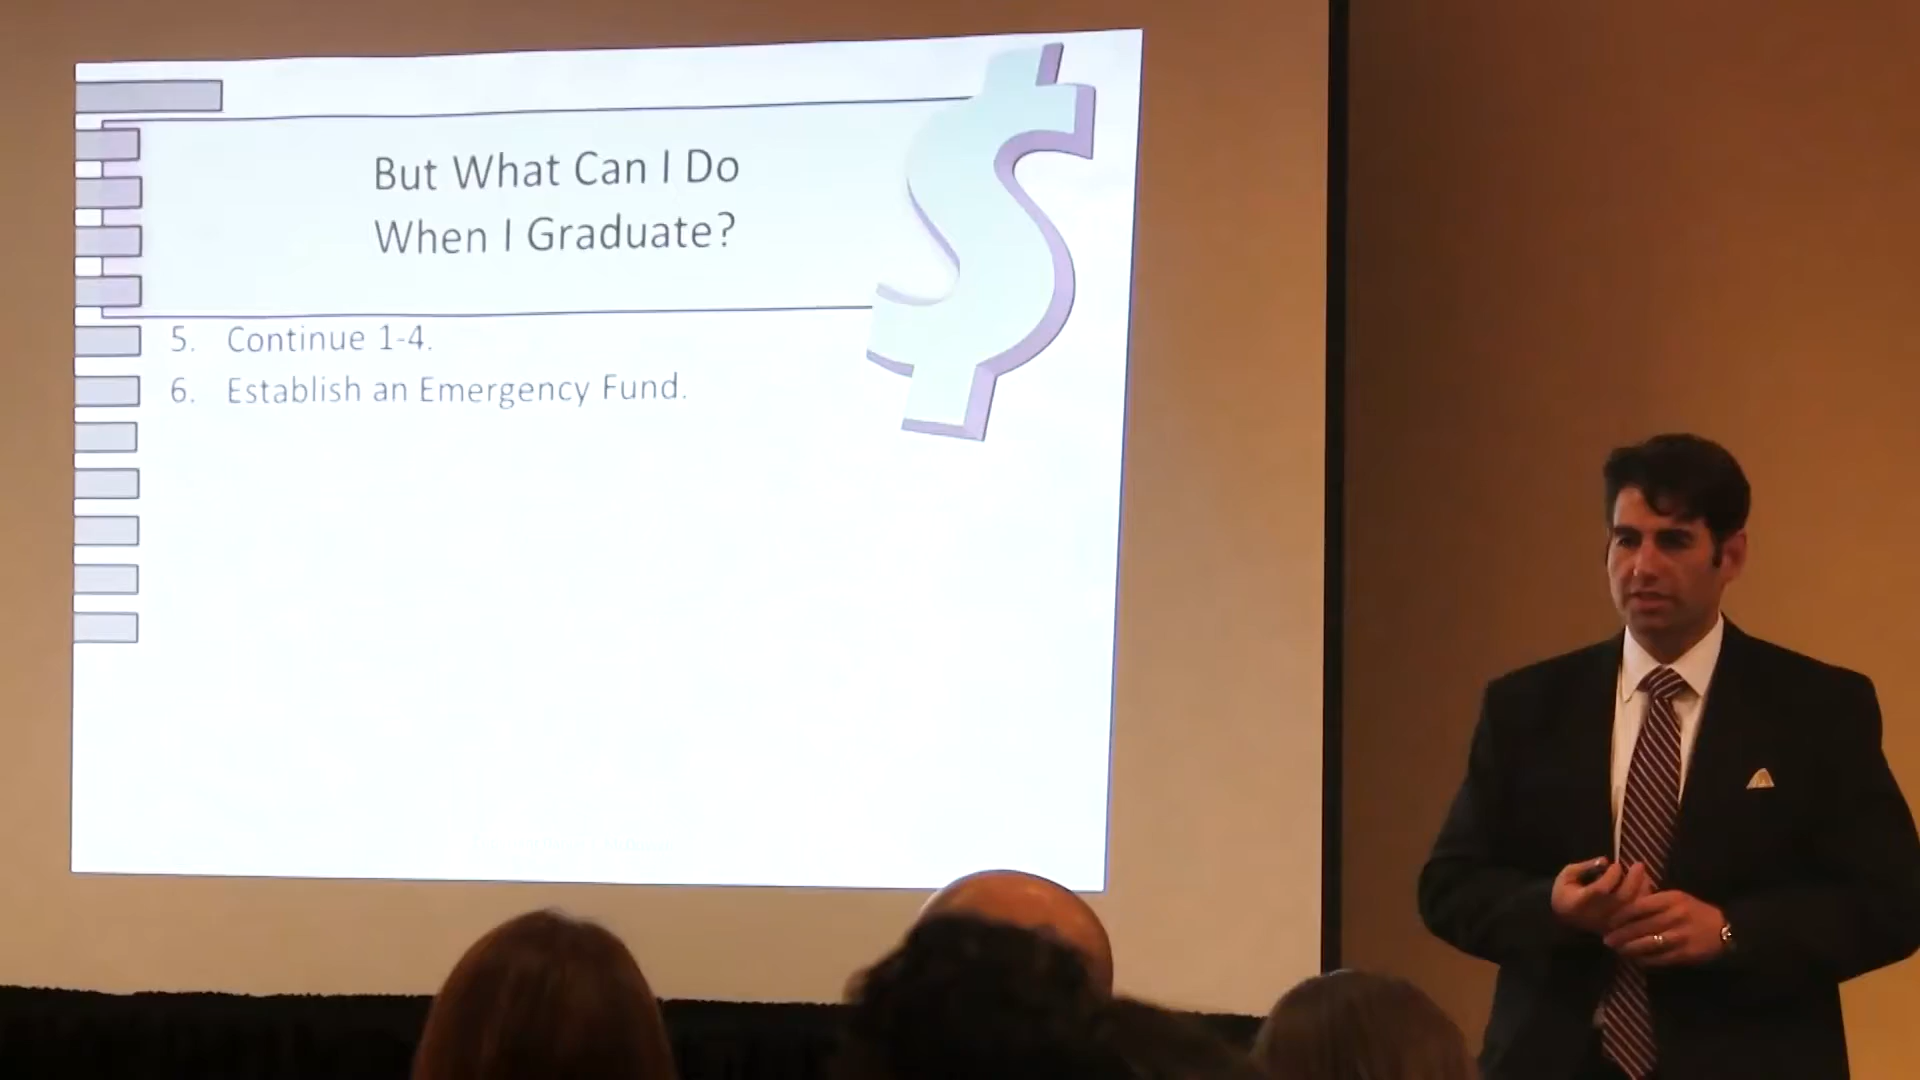 But What Can I Do
When I Graduate?
5. Continue 1-4.
6. Establish an Emergency Fund.